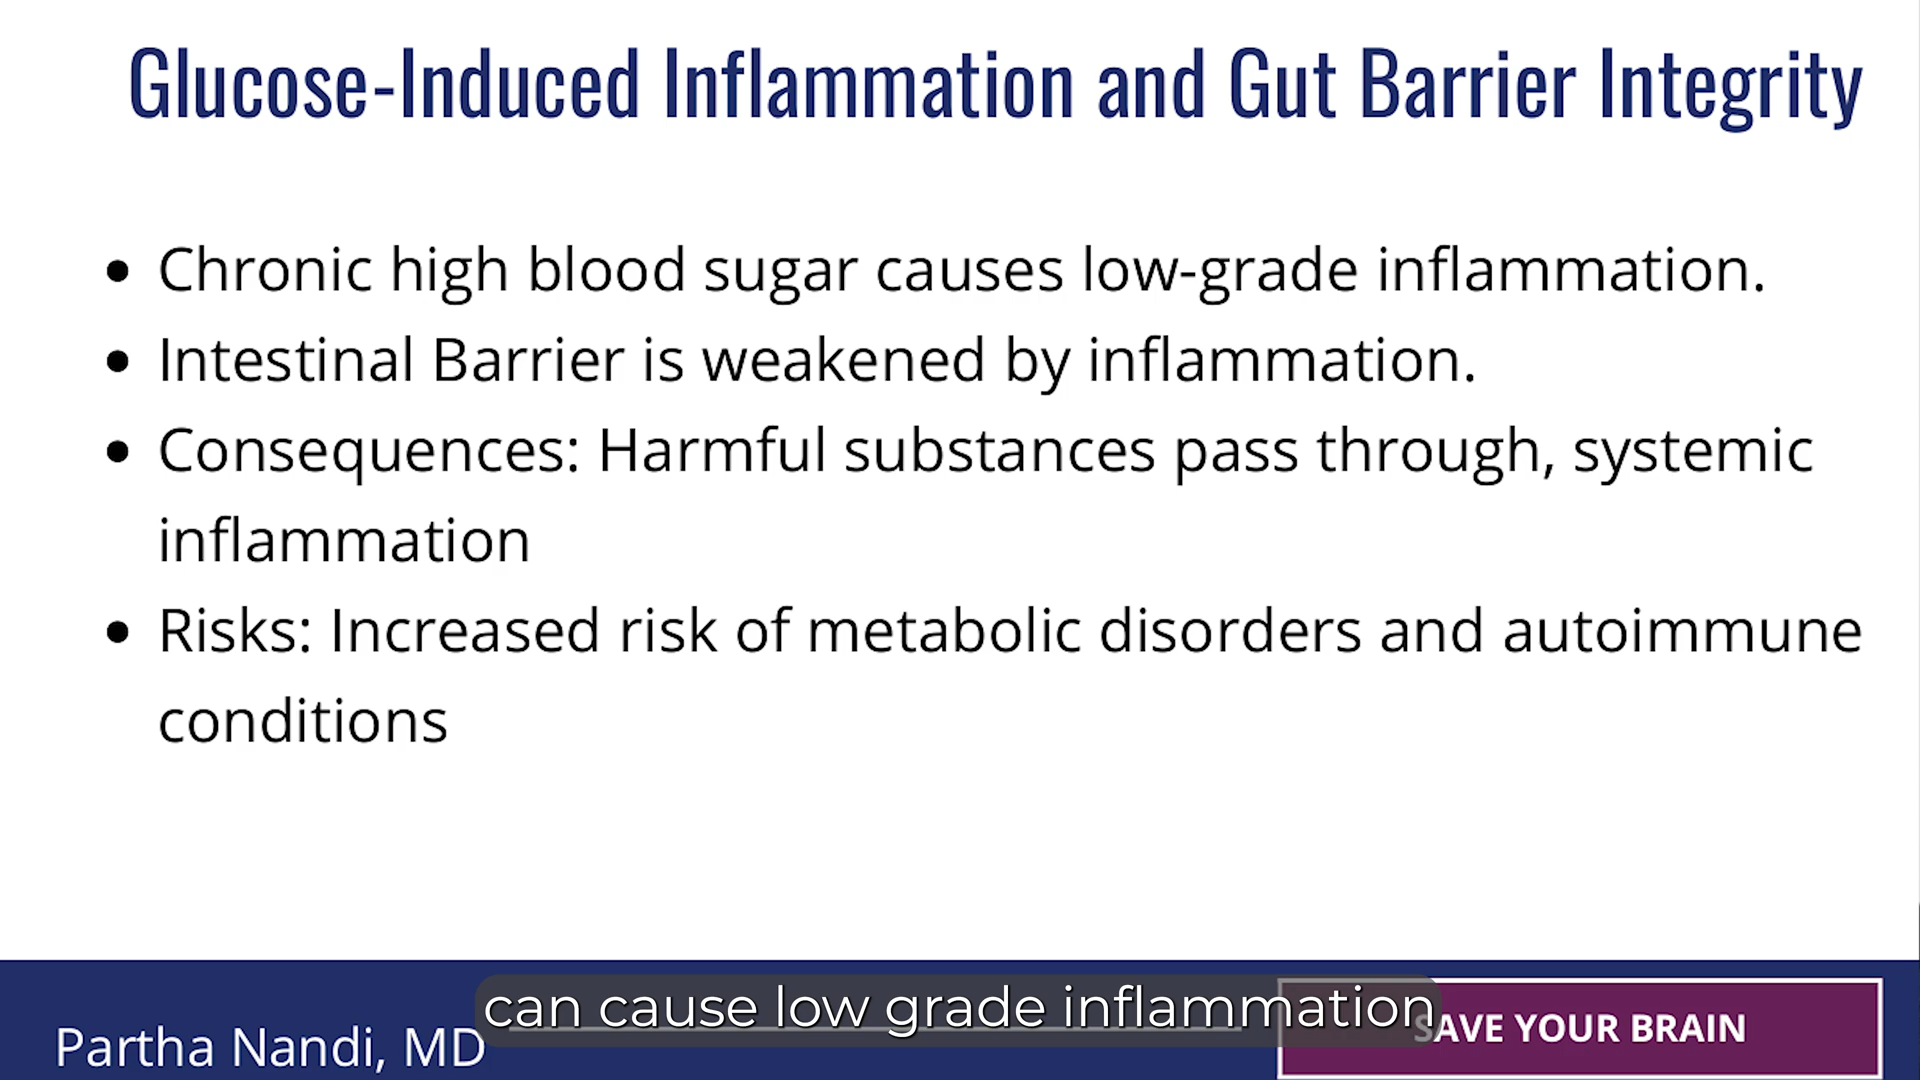 Glucose-Induced Inflammation and Gut Barrier Integrity
• Chronic high blood sugar causes low-grade inflammation.
• Intestinal Barrier is weakened by inflammation.
• Consequences: Harmful substances pass through, systemic
inflammation
• Risks: Increased risk of metabolic disorders and autoimmune
conditions
can cause low grade inflammation
Partha Nandi, MD
SAVE YOUR BRAIN